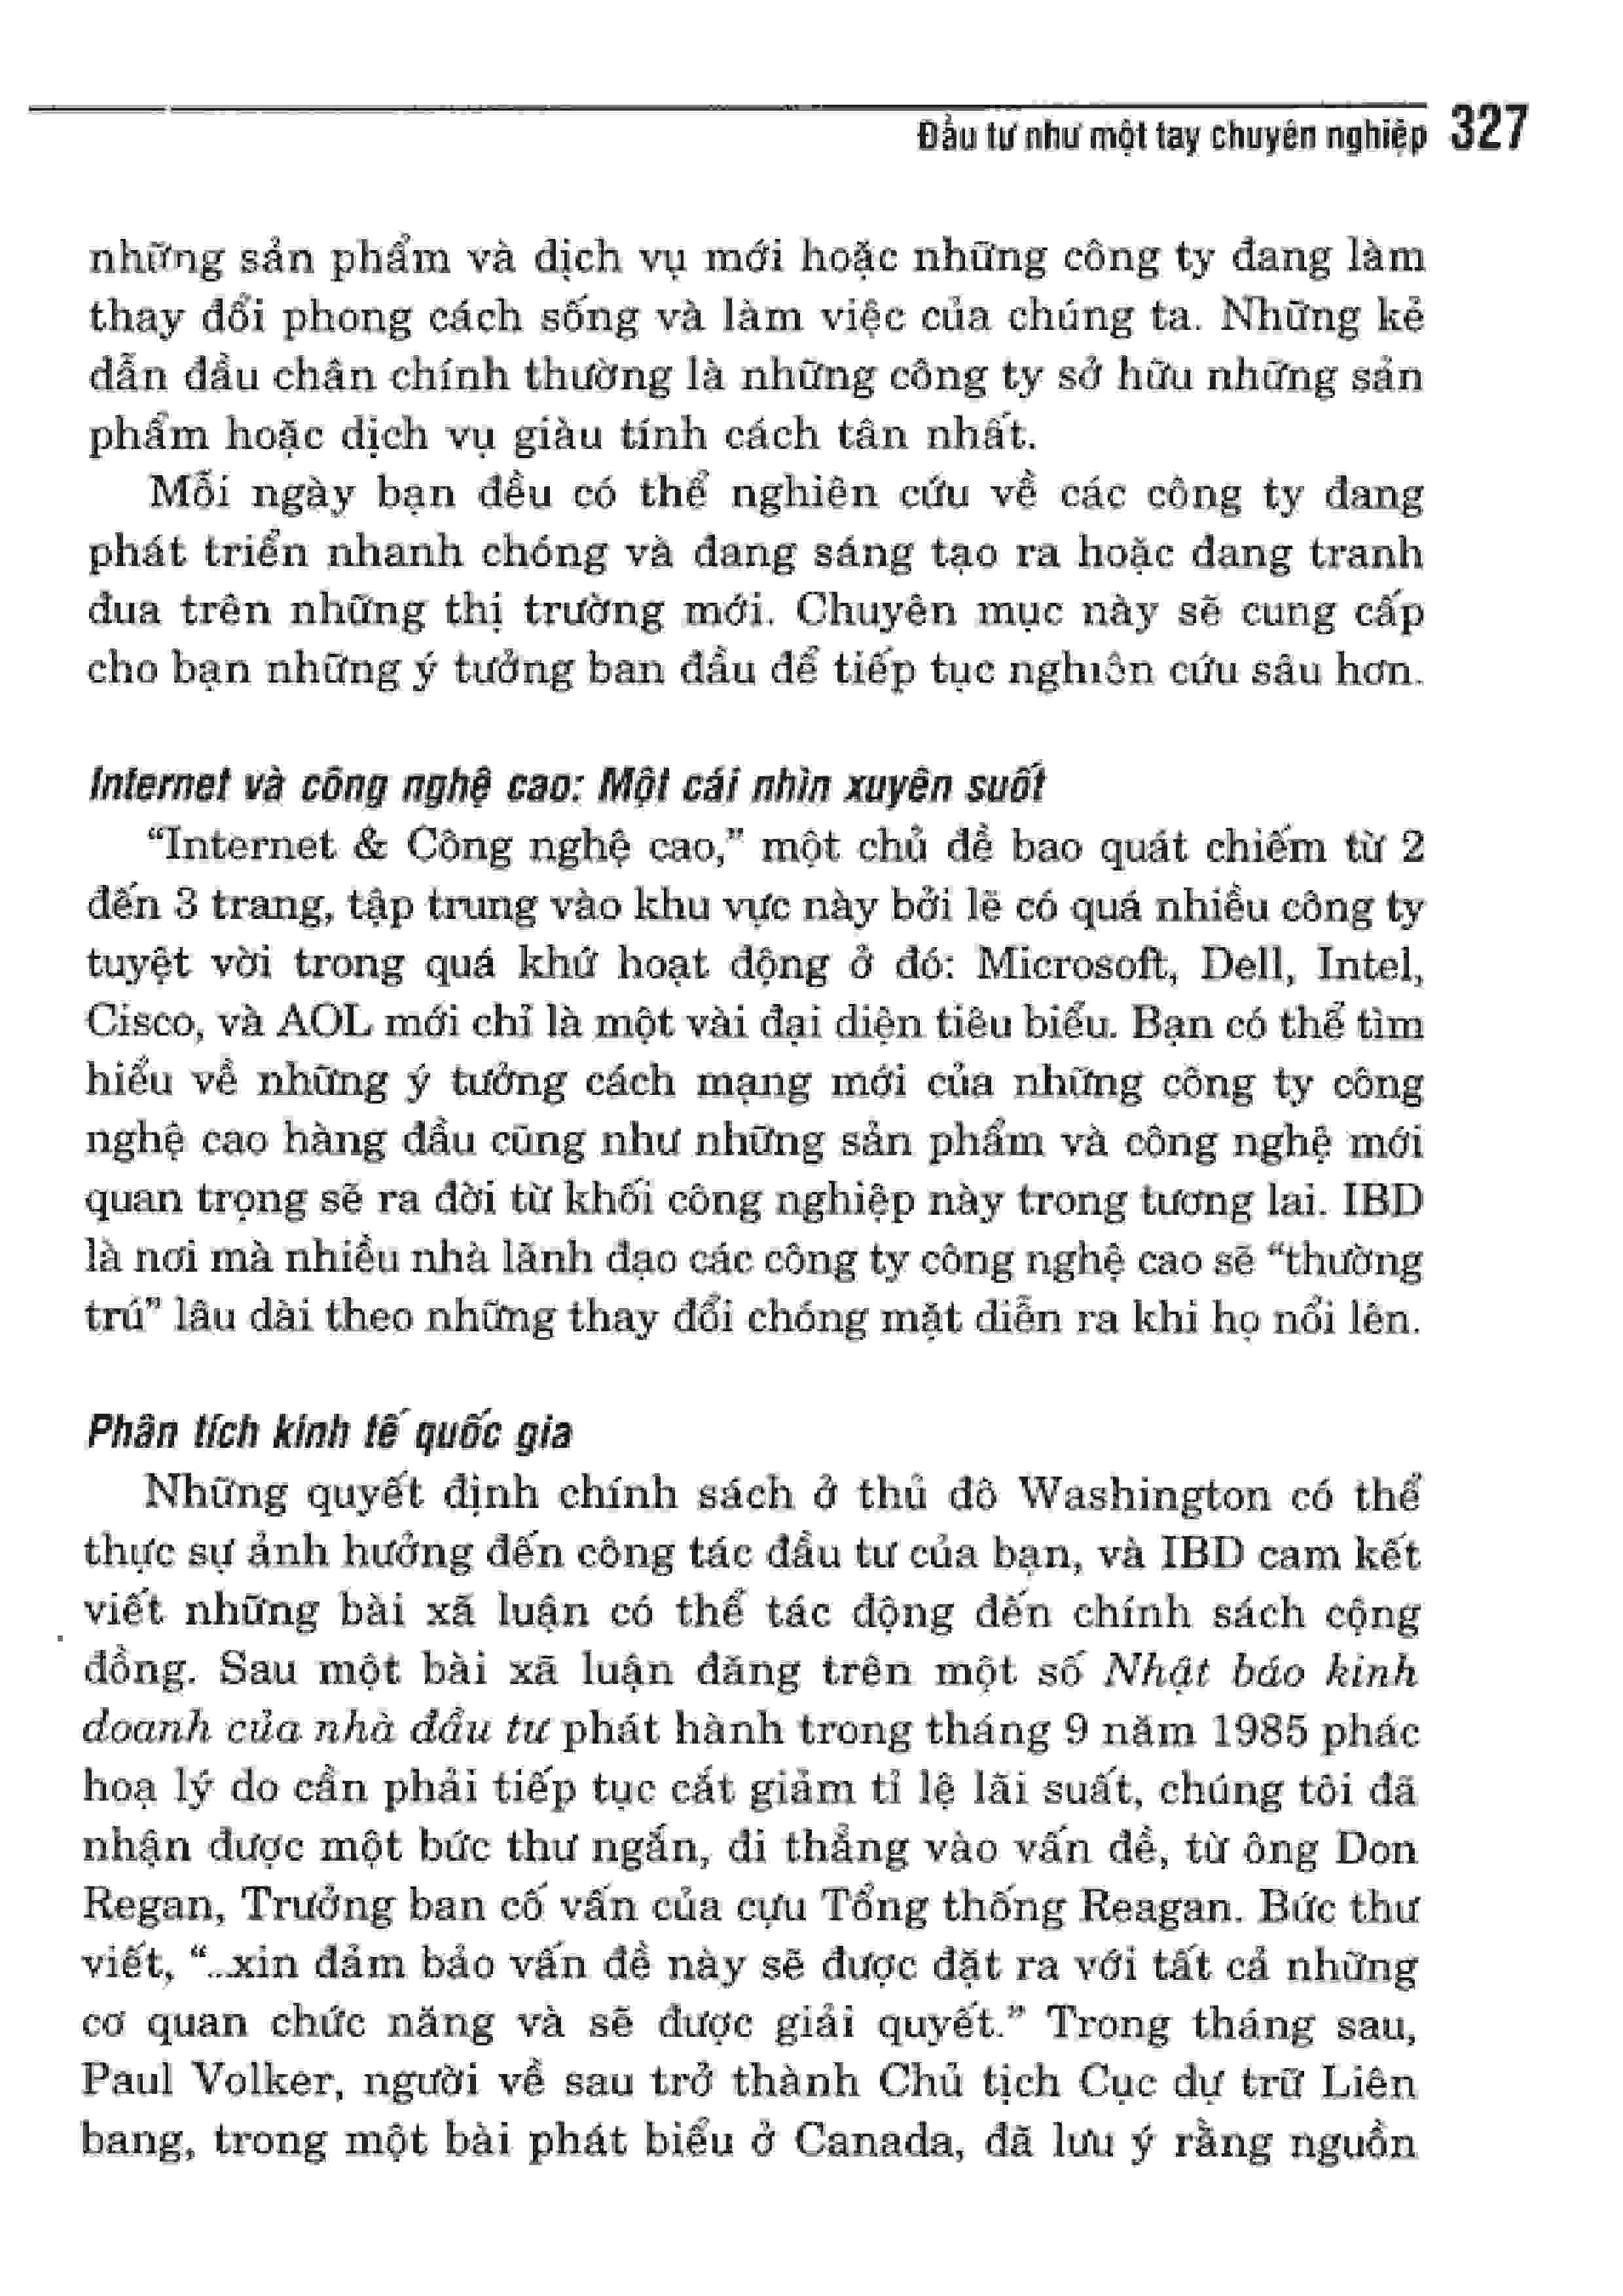 Đầu tư như một tay chuyên nghiệp 327
những sản phẩm và dịch vụ mới hoặc những công ty đang làm
thay đổi phong cách sống và làm việc của chúng ta. Những kẻ
dẫn đầu chân chính thường là những công ty sở hữu những sản
phẩm hoặc dịch vụ giàu tính cách tân nhất.
Mỗi ngày bạn đều có thể nghiên cứu về các công ty đang
phát triển nhanh chóng và đang sáng tạo ra hoặc đang tranh
đua trên những thị trường mới. Chuyên mục này sẽ cung cấp
cho bạn những ý tưởng ban đầu để tiếp tục nghiên cứu sâu hơn.
Internet và công nghệ cao: Một cái nhìn xuyên suốt
“Internet & Công nghệ cao,” một chủ đề bao quát chiếm từ 2
đến 3 trang, tập trung vào khu vực này bởi lẽ có quá nhiều công ty
tuyệt vời trong quá khứ hoạt động ở đó: Microsoft, Dell, Intel,
Cisco, và AOL mới chỉ là một vài đại diện tiêu biểu. Bạn có thể tìm
hiểu về những ý tưởng cách mạng mới của những công ty công
nghệ cao hàng đầu cũng như những sản phẩm và công nghệ mới
quan trọng sẽ ra đời từ khối công nghiệp này trong tương lai. IBD
là nơi mà nhiều nhà lãnh đạo các công ty công nghệ cao sẽ “thường
trú” lâu dài theo những thay đổi chóng mặt diễn ra khi họ nổi lên.
Phân tích kinh tế quốc gia
Những quyết định chính sách ở thủ đô Washington có thể
thực sự ảnh hưởng đến công tác đầu tư của bạn, và IBD cam kết
viết những bài xã luận có thể tác động đến chính sách cộng
đồng. Sau một bài xã luận đăng trên một số Nhật báo kinh
doanh của nhà đầu tư phát hành trong tháng 9 năm 1985 phác
hoạ lý do cần phải tiếp tục cắt giảm tỉ lệ lãi suất, chúng tôi đã
nhận được một bức thư ngắn, đi thẳng vào vấn đề, từ ông Don
Regan, Trưởng ban cố vấn của cựu Tổng thống Reagan. Bức thư
viết, “...xin đảm bảo vấn đề này sẽ được đặt ra với tất cả những
cơ quan chức năng và sẽ được giải quyết.” Trong tháng sau,
Paul Volker, người về sau trở thành Chủ tịch Cục dự trữ Liên
bang, trong một bài phát biểu ở Canada, đã lưu ý rằng nguồn